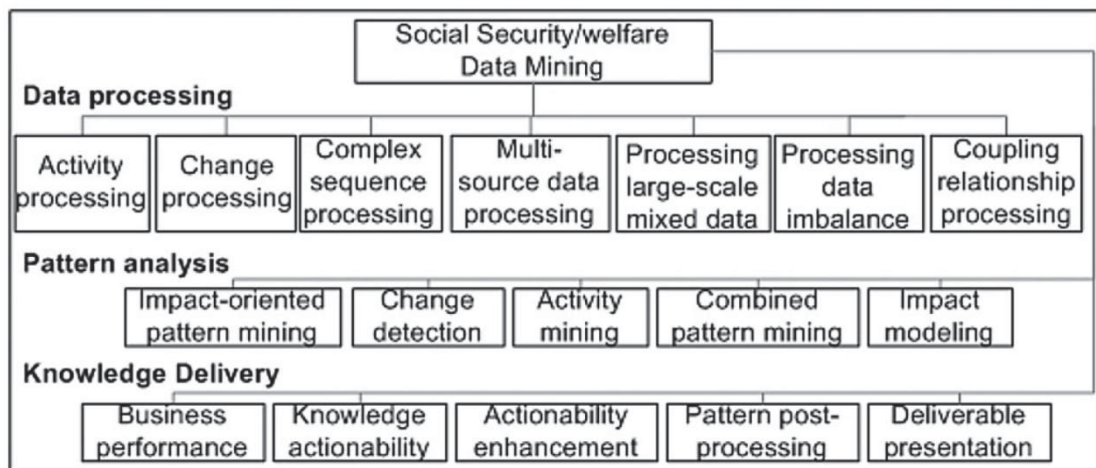 Social Security/welfare
Data Mining
Data processing
Activity
processing
Change
processing
Complex
sequence
processing
Multi-
source data
processing
Processing
large-scale
mixed data
Processing
data
imbalance
Coupling
relationship
processing
Pattern analysis
Impact-oriented
pattern mining
Change
detection
Activity
mining
Combined
pattern mining
Impact
modeling
Knowledge Delivery
Business
performance
Knowledge
actionability
Actionability
enhancement
Pattern post-
processing
Deliverable
presentation